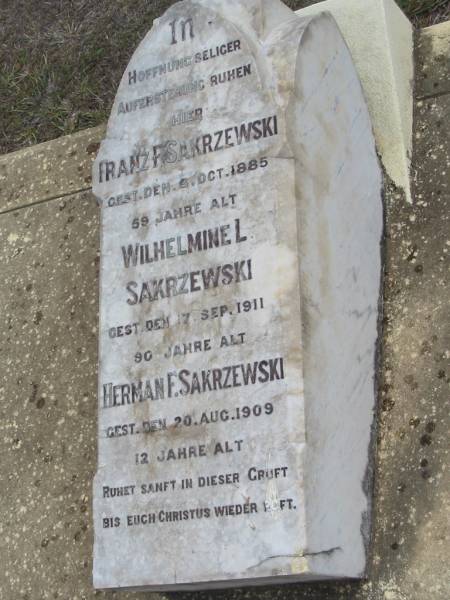 IN
HOFFNUNG SELIGER
AUFERSTEHUNG RUHEN
HIER
FRANZ F. SAKRZEWSKI
GEST. DEN 8. OCT. 1885
59 JAHRE ALT
WILHELMINE L.
SAKRZEWSKI
GEST. DEN 17 SEP. 1911
90 JAHRE ALT
HERMAN F. SAKRZEWSKI
GEST. DEN 20. AUG. 1909
12 JAHRE ALT
RUHET SANFT IN DIESER GRUFT
BIS EUCH CHRISTUS WIEDER RUFT.